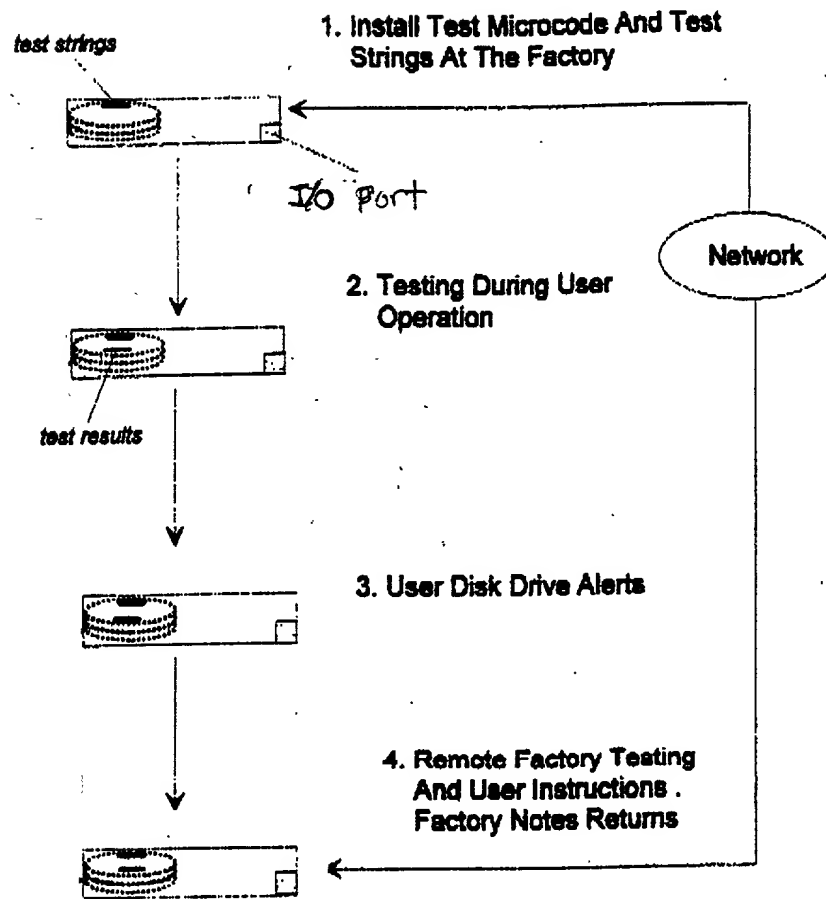 test strings
1. Install Test Microcode And Test
Strings At The Factory
I/O Port
Network
2. Testing During User
Operation
test results
3. User Disk Drive Alerts
4. Remote Factory Testing
And User Instructions .
Factory Notes Returns